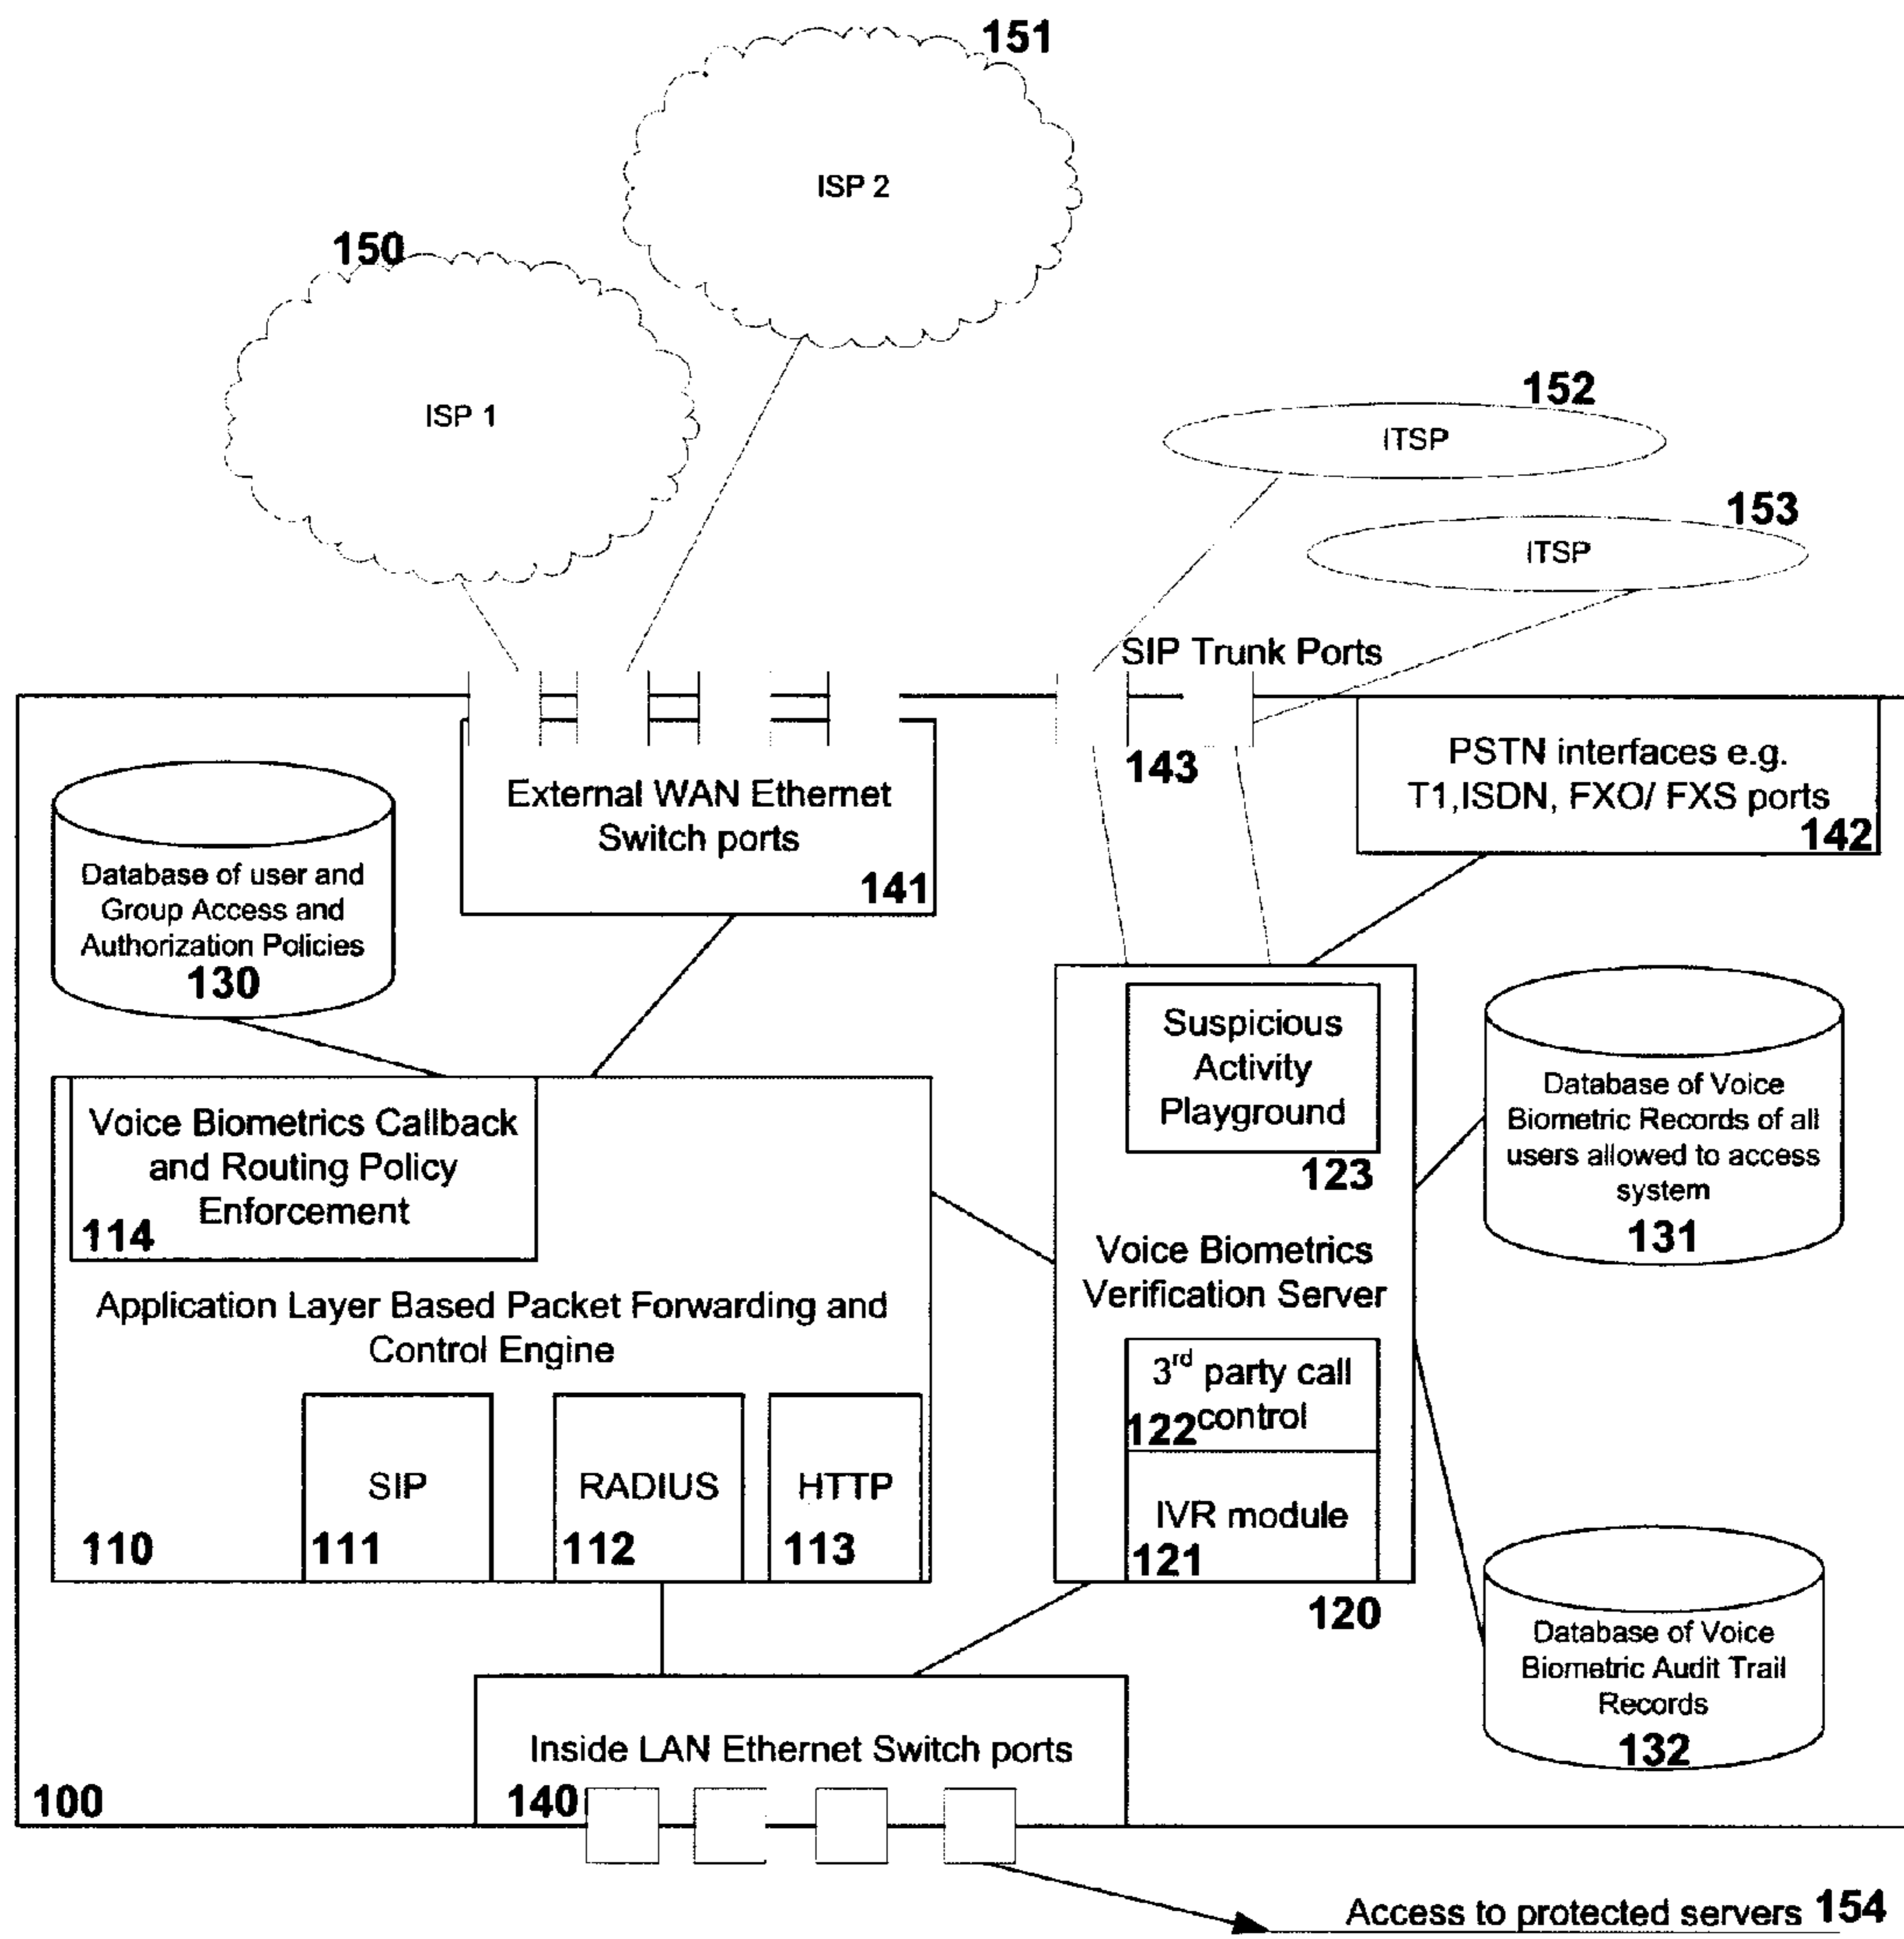 151
ISP 2
150
ISP 1
152
ITSP
153
ITSP
SIP Trunk Ports
143
PSTN interfaces e.g.
T1,ISDN, FXO/ FXS ports
142
External WAN Ethernet
Switch ports
141
Database of user and
Group Access and
Authorization Policies
130
Suspicious
Activity
Playground
123
Voice Biometrics
Verification Server
3rd party call
control
122
IVR module
121
120
Database of Voice
Biometric Records of all
users allowed to access
system
131
Voice Biometrics Callback
and Routing Policy
Enforcement
114
Application Layer Based Packet Forwarding and
Control Engine
SIP
RADIUS
HTTP
110
111
112
113
Database of Voice
Biometric Audit Trail
Records
132
Inside LAN Ethernet Switch ports
140
100
Access to protected servers 154